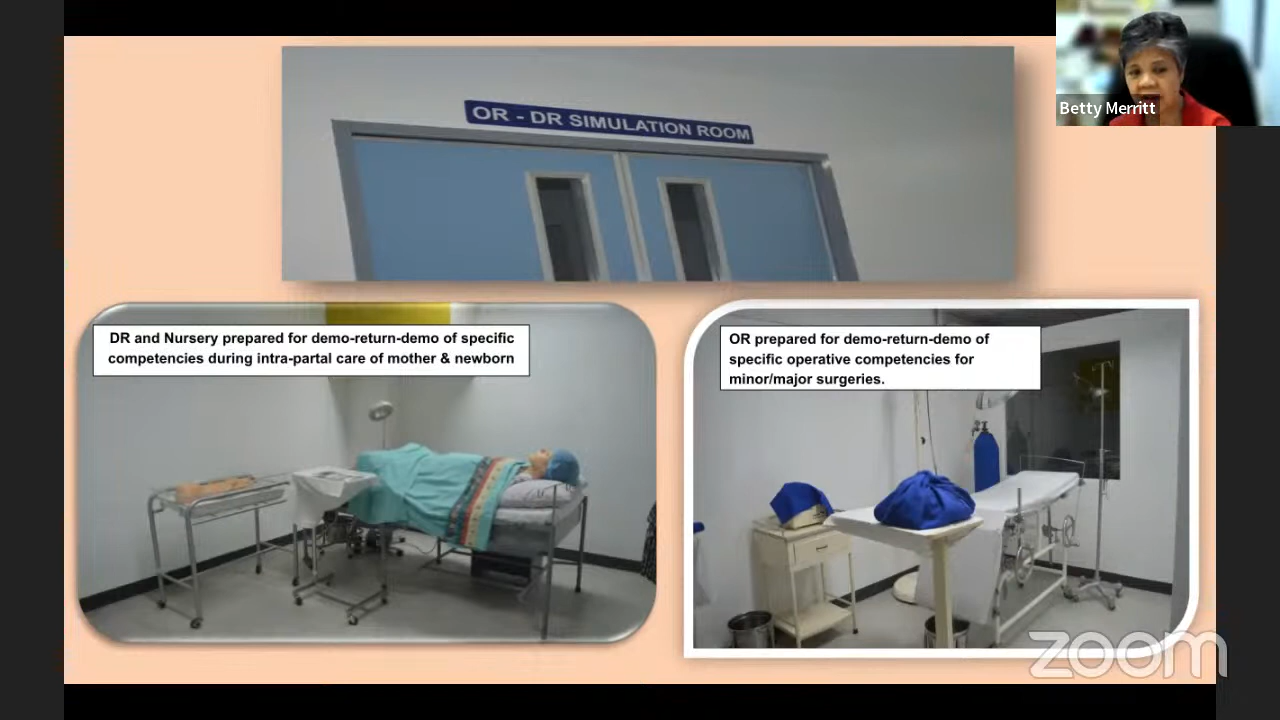 Betty Merritt
OR - DR SIMULATION ROOM
DR and Nursery prepared for demo-return-demo of specific
competencies during intra-partal care of mother & newborn
OR prepared for demo-return-demo of
specific operative competencies for
minor/major surgeries.
zoom